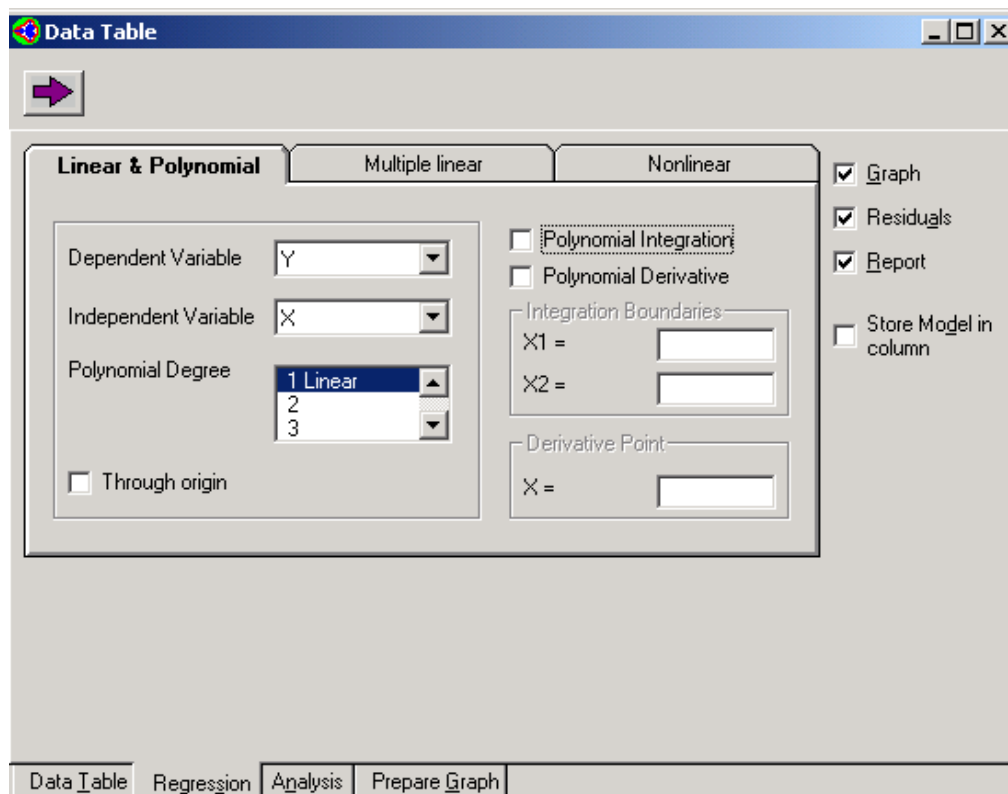 Data Table
Linear & Polynomial
Multiple linear
Nonlinear
Dependent Variable
Y
Independent Variable
X
Polynomial Degree
1 Linear
2
3
Through origin
Polynomial Integration
Polynomial Derivative
Integration Boundaries
X1 =
X2 =
Derivative Point
X =
Graph
Residuals
Report
Store Model in
column
Data Table
Regression
Analysis
Prepare Graph